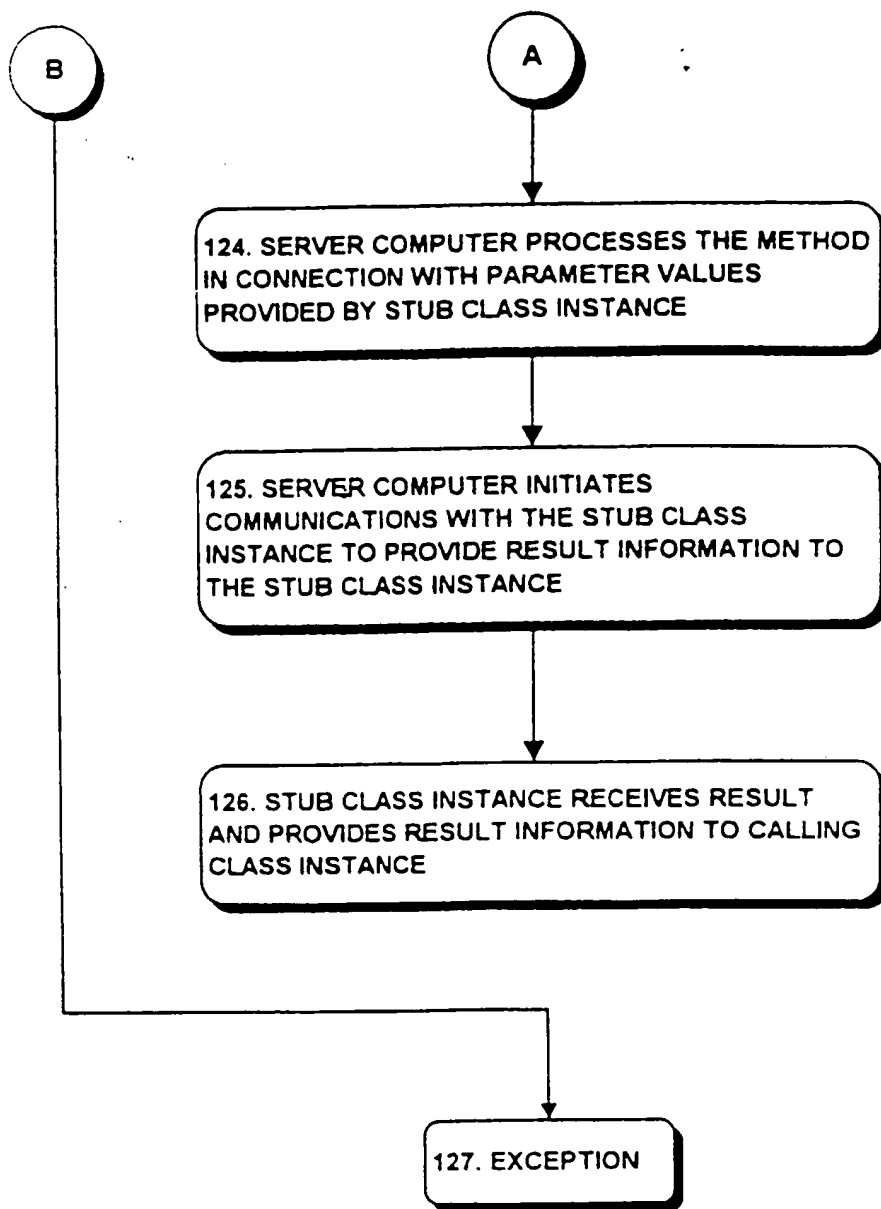 B
A
124. SERVER COMPUTER PROCESSES THE METHOD
IN CONNECTION WITH PARAMETER VALUES
PROVIDED BY STUB CLASS INSTANCE
125. SERVER COMPUTER INITIATES
COMMUNICATIONS WITH THE STUB CLASS
INSTANCE TO PROVIDE RESULT INFORMATION TO
THE STUB CLASS INSTANCE
126. STUB CLASS INSTANCE RECEIVES RESULT
AND PROVIDES RESULT INFORMATION TO CALLING
CLASS INSTANCE
127. EXCEPTION